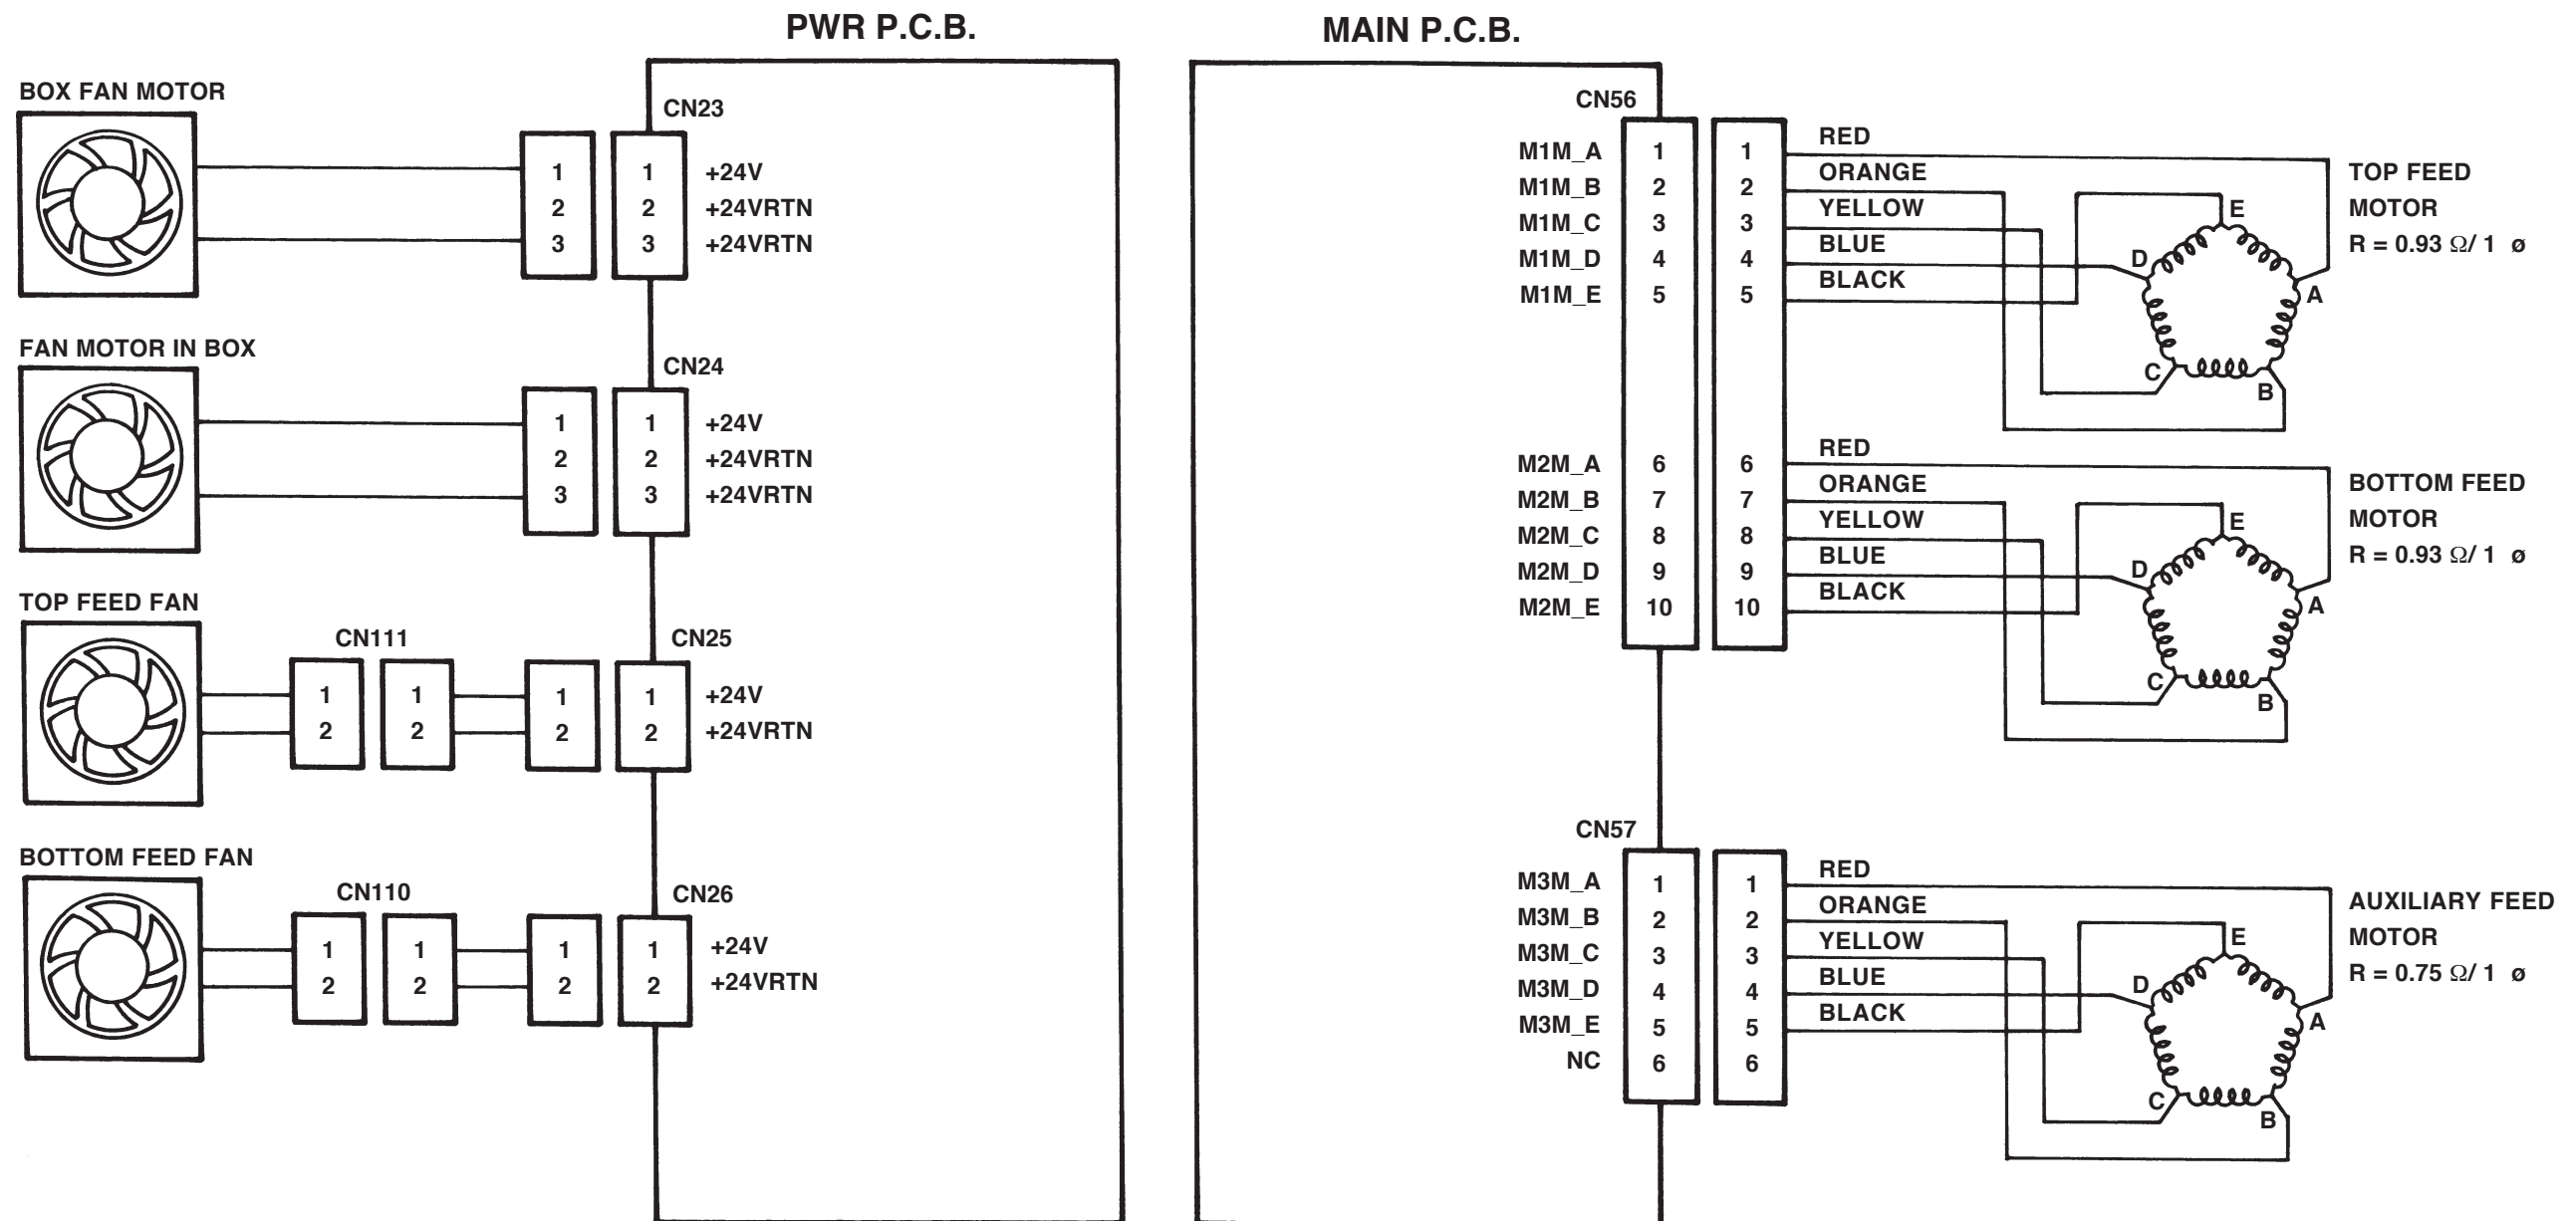 PWR P.C.B.
BOX FAN MOTOR
CN23
1 1 +24V
2 2 +24VRTN
3 3 +24VRTN
FAN MOTOR IN BOX
CN24
1 1 +24V
2 2 +24VRTN
3 3 +24VRTN
TOP FEED FAN
CN111 CN25
1 1 1 1 +24V
2 2 2 2 +24VRTN
BOTTOM FEED FAN
CN110 CN26
1 1 1 1 +24V
2 2 2 2 +24VRTN
MAIN P.C.B.
CN56
M1M_A 1 1 RED
M1M_B 2 2 ORANGE
M1M_C 3 3 YELLOW
M1M_D 4 4 BLUE
M1M_E 5 5 BLACK
E
D
A
C
B
TOP FEED
MOTOR
R = 0.93 Ω/ 1 ø
M2M_A 6 6 RED
M2M_B 7 7 ORANGE
M2M_C 8 8 YELLOW
M2M_D 9 9 BLUE
M2M_E 10 10 BLACK
E
D
A
C
B
BOTTOM FEED
MOTOR
R = 0.93 Ω/ 1 ø
CN57
M3M_A 1 1 RED
M3M_B 2 2 ORANGE
M3M_C 3 3 YELLOW
M3M_D 4 4 BLUE
M3M_E 5 5 BLACK
NC 6 6
E
D
A
C
B
AUXILIARY FEED
MOTOR
R = 0.75 Ω/ 1 ø